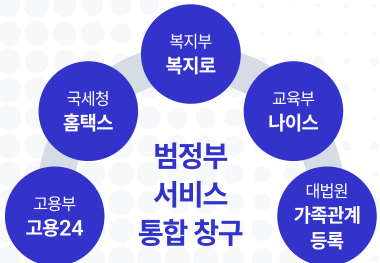 복지부
복지로
국세청
홈택스
교육부
나이스
범정부
서비스
통합 창구
고용부
고용24
대법원
가족관계
등록